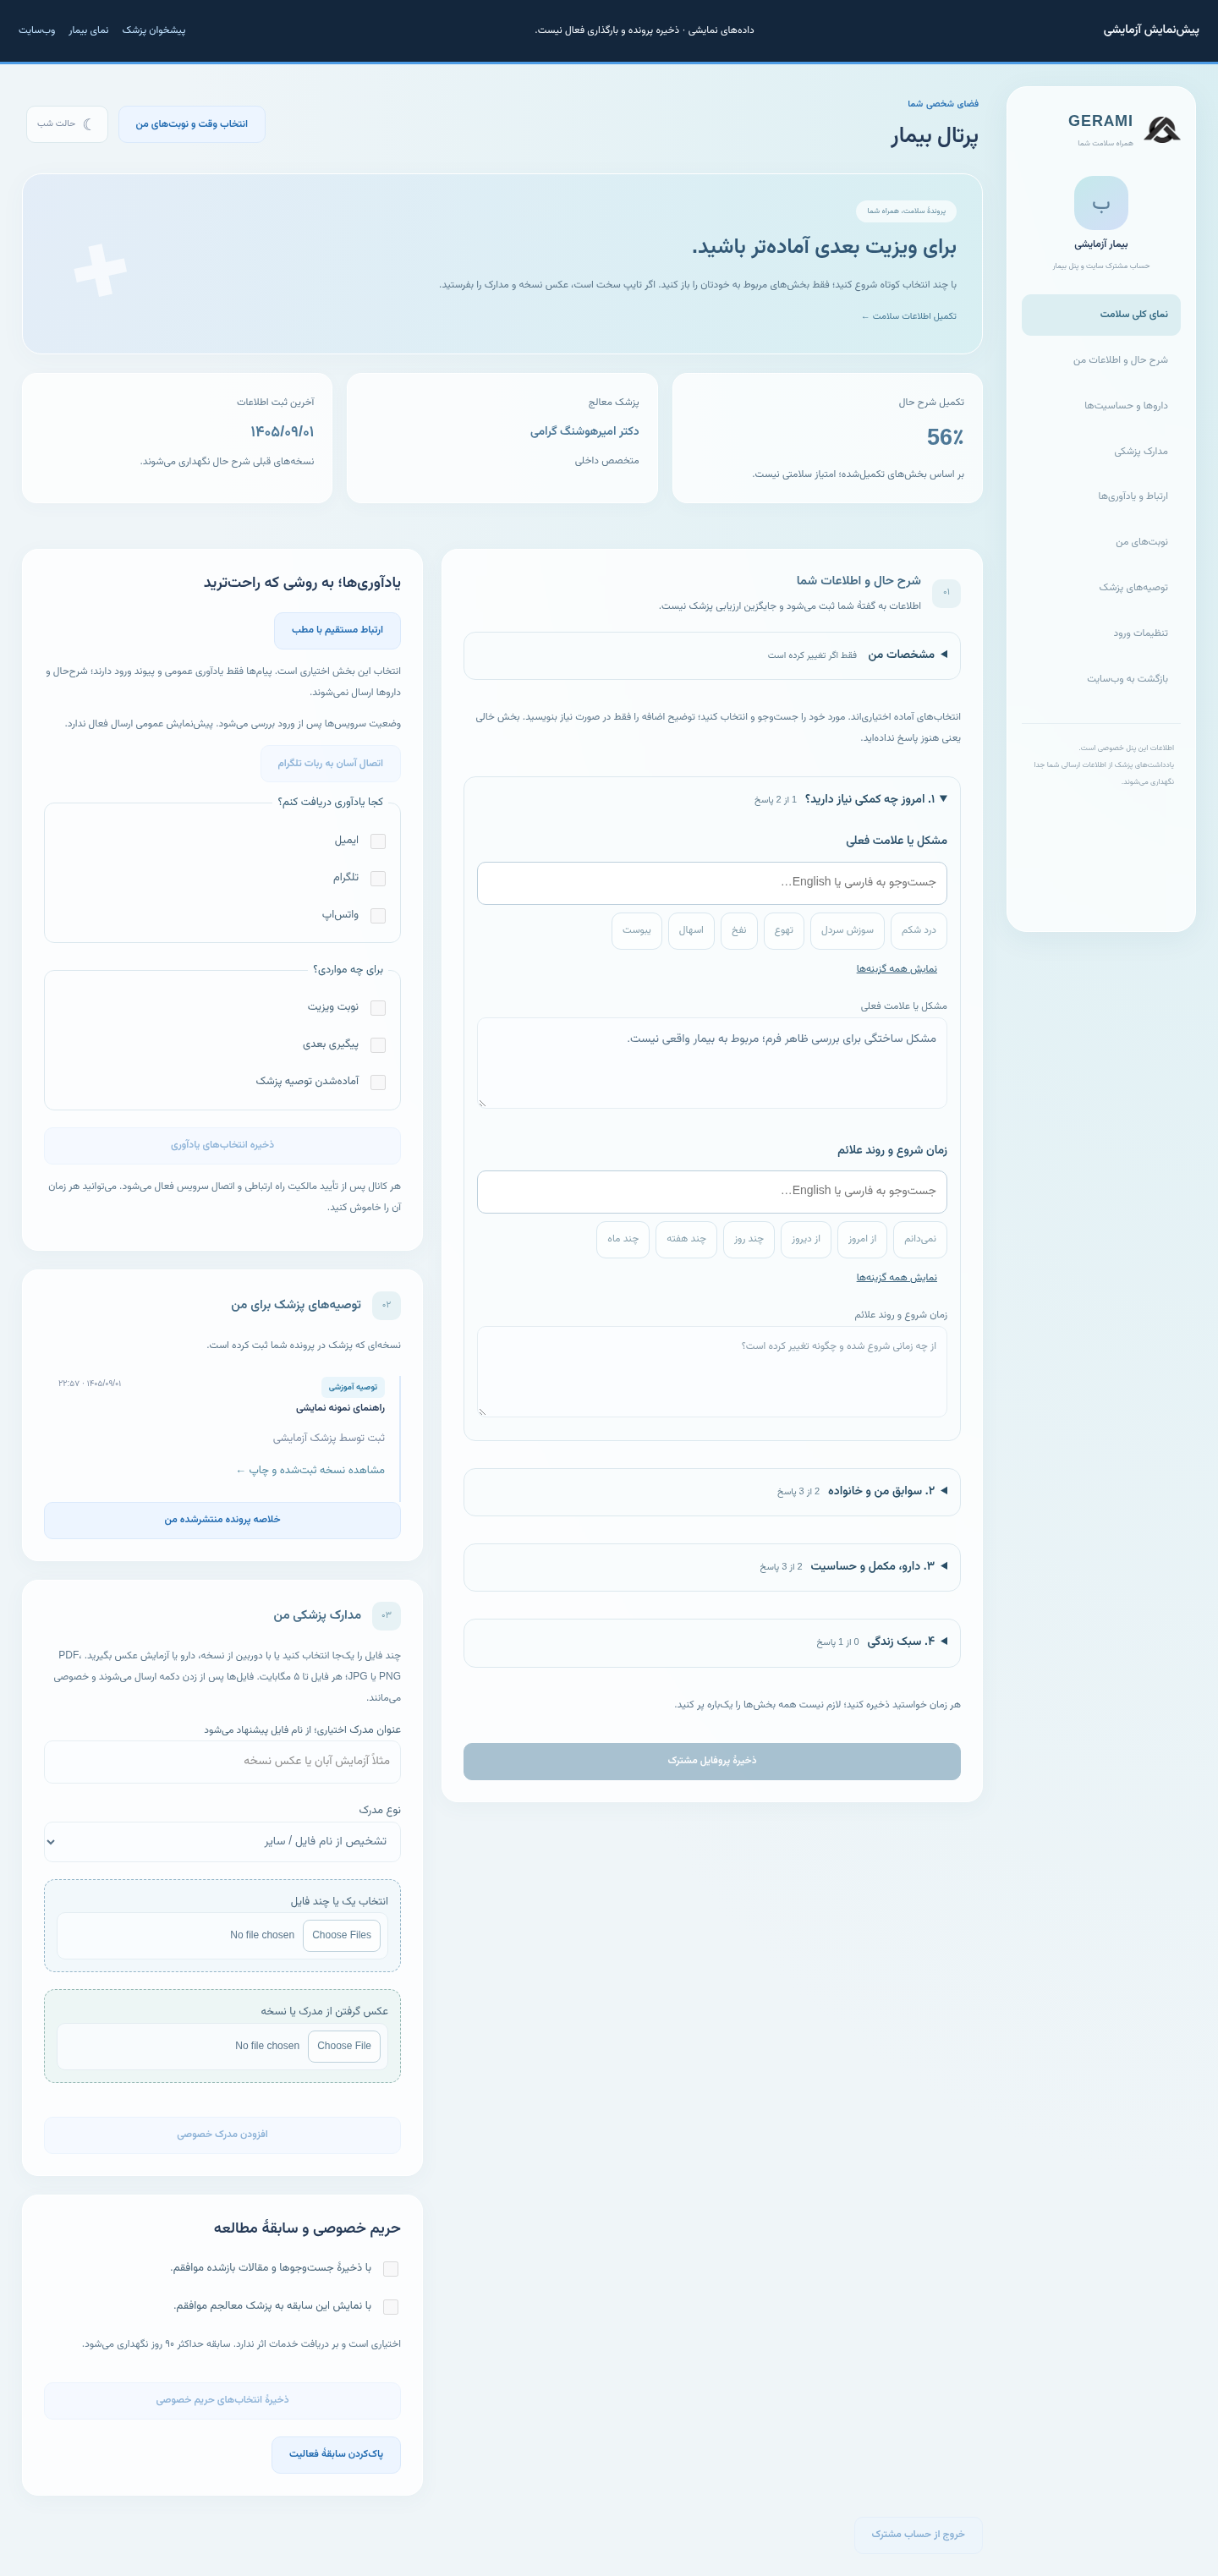 پیش‌نمایش آزمایشی
داده‌های نمایشی · ذخیره پرونده و بارگذاری فعال نیست.
پیشخوان پزشک
نمای بیمار
وب‌سایت
GERAMI
همراه سلامت شما
ب
بیمار آزمایشی
حساب مشترک سایت و پنل بیمار
نمای کلی سلامت
شرح حال و اطلاعات من
داروها و حساسیت‌ها
مدارک پزشکی
ارتباط و یادآوری‌ها
نوبت‌های من
توصیه‌های پزشک
تنظیمات ورود
بازگشت به وب‌سایت
اطلاعات این پنل خصوصی است.
یادداشت‌های پزشک از اطلاعات ارسالی شما جدا
نگهداری می‌شوند.
فضای شخصی شما
پرتال بیمار
انتخاب وقت و نوبت‌های من
حالت شب
پروندهٔ سلامت، همراه شما
برای ویزیت بعدی آماده‌تر باشید.
با چند انتخاب کوتاه شروع کنید؛ فقط بخش‌های مربوط به خودتان را باز کنید. اگر تایپ سخت است، عکس نسخه و مدارک را بفرستید.
تکمیل اطلاعات سلامت ←
تکمیل شرح حال
56٪
بر اساس بخش‌های تکمیل‌شده؛ امتیاز سلامتی نیست.
پزشک معالج
دکتر امیرهوشنگ گرامی
متخصص داخلی
آخرین ثبت اطلاعات
۱۴۰۵/۰۹/۰۱
نسخه‌های قبلی شرح حال نگهداری می‌شوند.
۰۱
شرح حال و اطلاعات شما
اطلاعات به گفتهٔ شما ثبت می‌شود و جایگزین ارزیابی پزشک نیست.
مشخصات من فقط اگر تغییر کرده است
انتخاب‌های آماده اختیاری‌اند. مورد خود را جست‌وجو و انتخاب کنید؛ توضیح اضافه را فقط در صورت نیاز بنویسید. بخش خالی
یعنی هنوز پاسخ نداده‌اید.
۱. امروز چه کمکی نیاز دارید؟ 1 از 2 پاسخ
مشکل یا علامت فعلی
جست‌وجو به فارسی یا English…
درد شکم
سوزش سردل
تهوع
نفخ
اسهال
یبوست
نمایش همه گزینه‌ها
مشکل یا علامت فعلی
مشکل ساختگی برای بررسی ظاهر فرم؛ مربوط به بیمار واقعی نیست.
زمان شروع و روند علائم
جست‌وجو به فارسی یا English…
نمی‌دانم
از امروز
از دیروز
چند روز
چند هفته
چند ماه
نمایش همه گزینه‌ها
زمان شروع و روند علائم
از چه زمانی شروع شده و چگونه تغییر کرده است؟
۲. سوابق من و خانواده 2 از 3 پاسخ
۳. دارو، مکمل و حساسیت 2 از 3 پاسخ
۴. سبک زندگی 0 از 1 پاسخ
هر زمان خواستید ذخیره کنید؛ لازم نیست همه بخش‌ها را یک‌باره پر کنید.
ذخیرهٔ پروفایل مشترک
یادآوری‌ها؛ به روشی که راحت‌ترید
ارتباط مستقیم با مطب
انتخاب این بخش اختیاری است. پیام‌ها فقط یادآوری عمومی و پیوند ورود دارند؛ شرح‌حال و
داروها ارسال نمی‌شوند.
وضعیت سرویس‌ها پس از ورود بررسی می‌شود. پیش‌نمایش عمومی ارسال فعال ندارد.
اتصال آسان به ربات تلگرام
کجا یادآوری دریافت کنم؟
ایمیل
تلگرام
واتس‌اپ
برای چه مواردی؟
نوبت ویزیت
پیگیری بعدی
آماده‌شدن توصیه پزشک
ذخیره انتخاب‌های یادآوری
هر کانال پس از تأیید مالکیت راه ارتباطی و اتصال سرویس فعال می‌شود. می‌توانید هر زمان
آن را خاموش کنید.
۰۲
توصیه‌های پزشک برای من
نسخه‌ای که پزشک در پرونده شما ثبت کرده است.
توصیه آموزشی
۱۴۰۵/۰۹/۰۱ · ۲۲:۵۷
راهنمای نمونه نمایشی
ثبت توسط پزشک آزمایشی
مشاهده نسخه ثبت‌شده و چاپ ←
خلاصه پرونده منتشرشده من
۰۳
مدارک پزشکی من
چند فایل را یک‌جا انتخاب کنید یا با دوربین از نسخه، دارو یا آزمایش عکس بگیرید. PDF،
PNG یا JPG؛ هر فایل تا ۵ مگابایت. فایل‌ها پس از زدن دکمه ارسال می‌شوند و خصوصی
می‌مانند.
عنوان مدرک اختیاری؛ از نام فایل پیشنهاد می‌شود
مثلاً آزمایش آبان یا عکس نسخه
نوع مدرک
تشخیص از نام فایل / سایر
انتخاب یک یا چند فایل
Choose Files No file chosen
عکس گرفتن از مدرک یا نسخه
Choose File No file chosen
افزودن مدرک خصوصی
حریم خصوصی و سابقهٔ مطالعه
با ذخیرهٔ جست‌وجوها و مقالات بازشده موافقم.
با نمایش این سابقه به پزشک معالجم موافقم.
اختیاری است و بر دریافت خدمات اثر ندارد. سابقه حداکثر ۹۰ روز نگهداری می‌شود.
ذخیرهٔ انتخاب‌های حریم خصوصی
پاک‌کردن سابقهٔ فعالیت
خروج از حساب مشترک